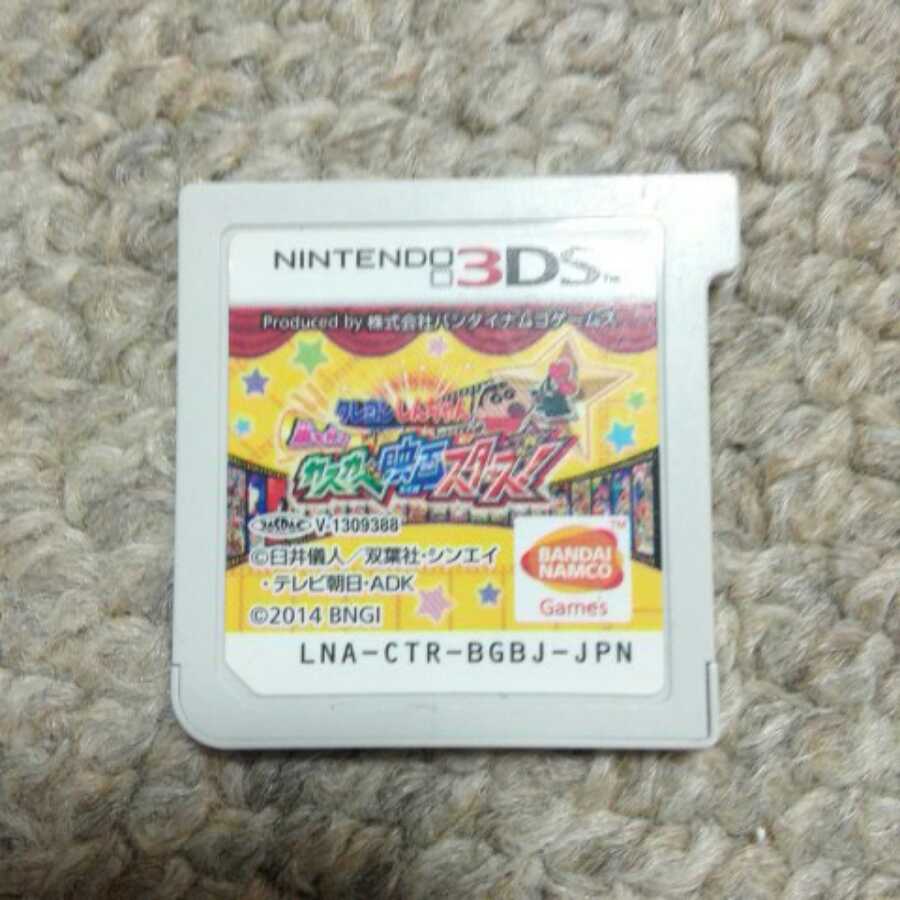 NINTENDO 3DS™
Produced by 株式会社バンダイナムコゲームス
クレヨンしんちゃん
嵐を呼ぶ
カスカベ映画スターズ!
JASRAC V-1309388
©臼井儀人/双葉社・シンエイ
・テレビ朝日・ADK
©2014 BNGI
BANDAI
NAMCO
™
Games
LNA-CTR-BGBJ-JPN